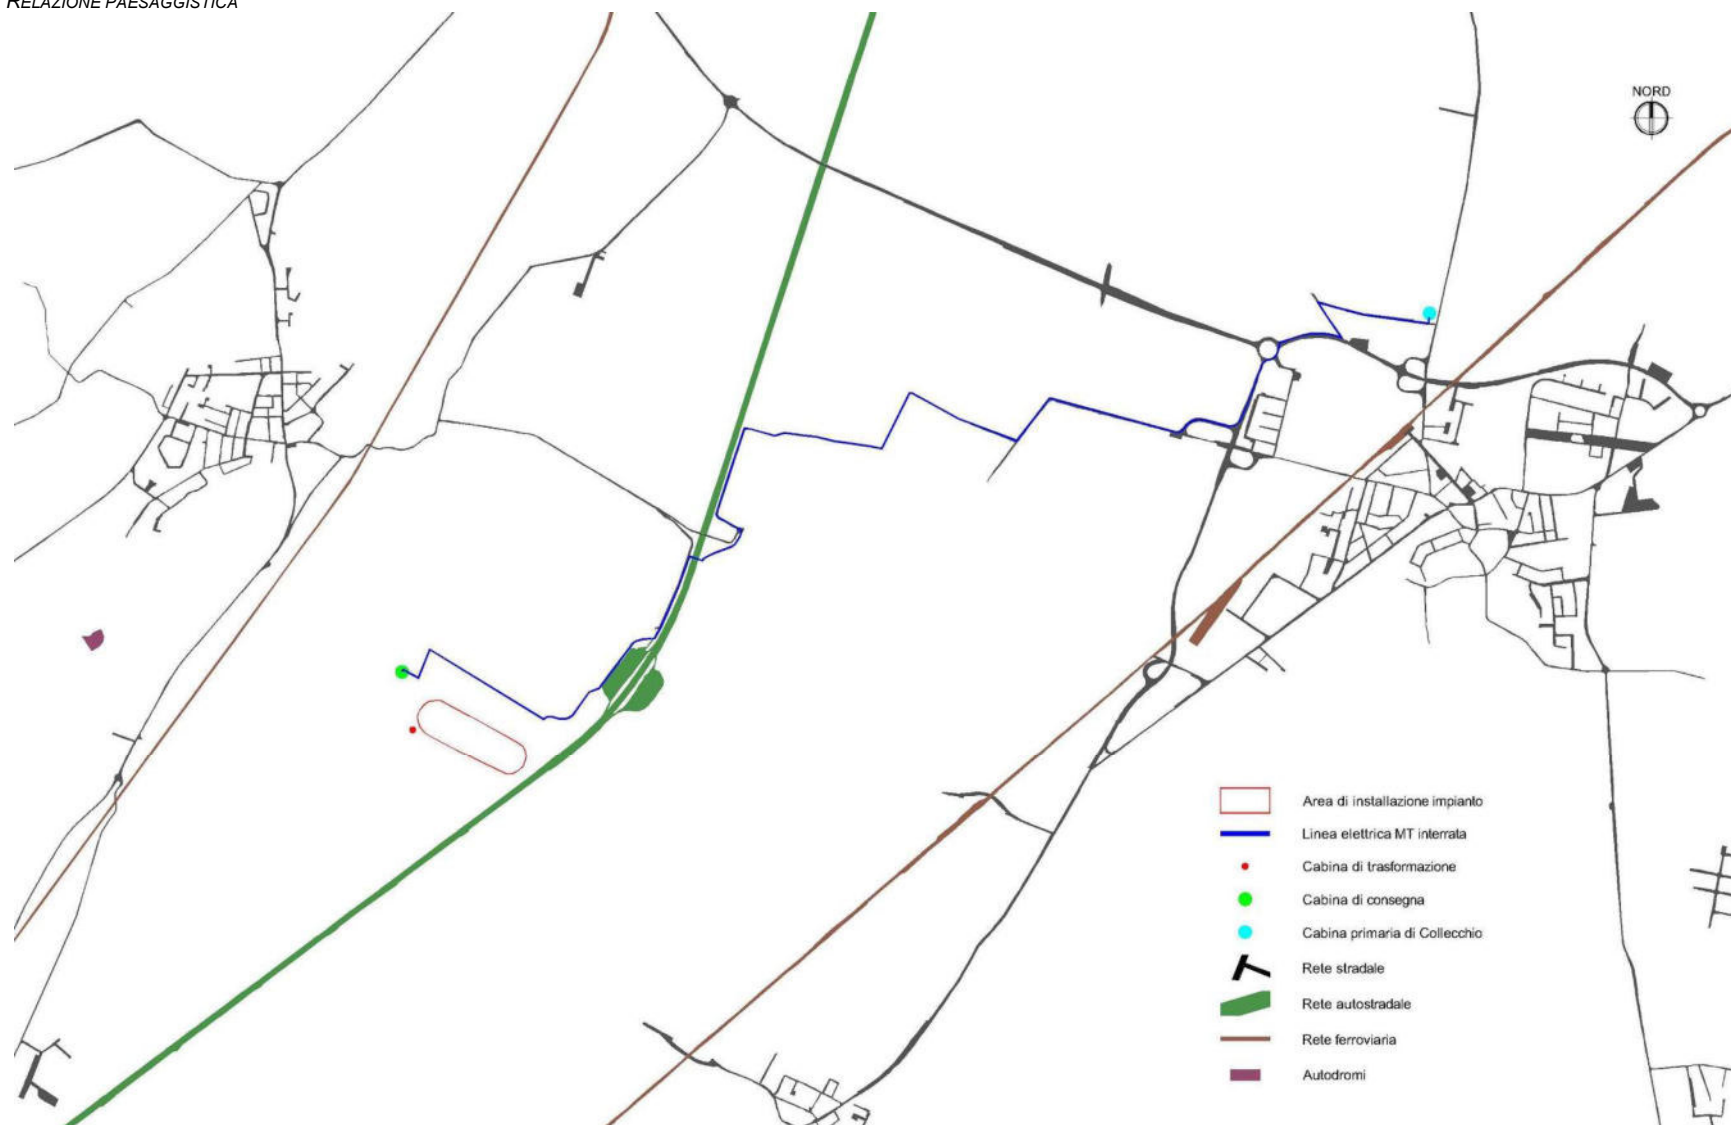 RELAZIONE PAESAGGISTICA
NORD
Area di installazione impianto
Linea elettrica MT interrata
Cabina di trasformazione
Cabina di consegna
Cabina primaria di Collecchio
Rete stradale
Rete autostradale
Rete ferroviaria
Autodromi